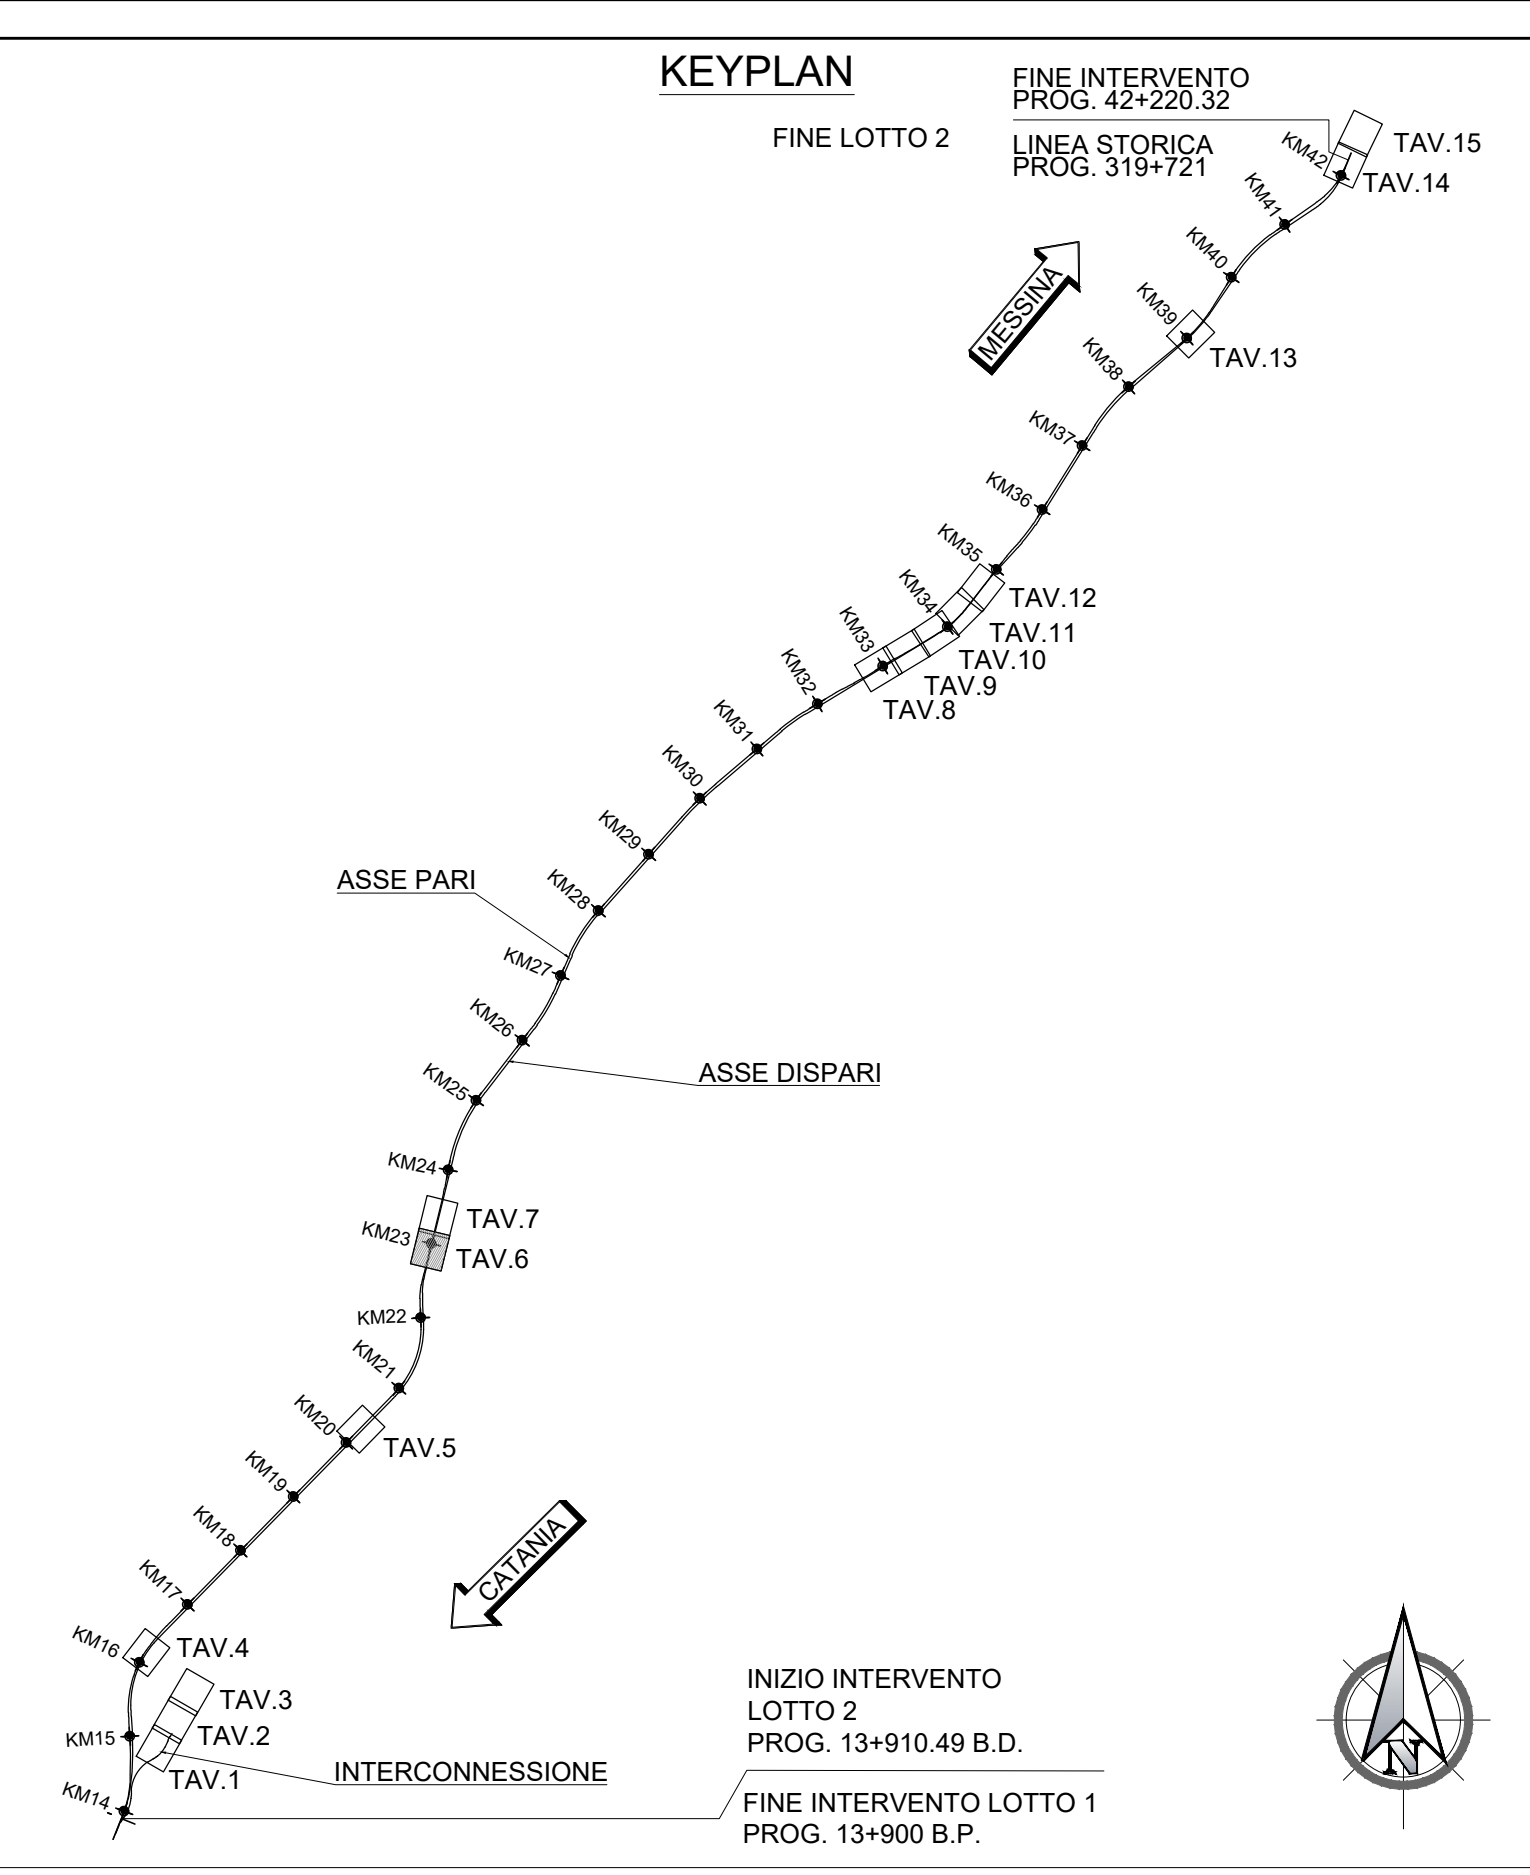 KEYPLAN
FINE INTERVENTO
PROG. 42+220.32
FINE LOTTO 2
LINEA STORICA
PROG. 319+721
TAV.15
KM42
TAV.14
KM41
KM40
MESSINA
KM39
TAV.13
KM38
KM37
KM36
KM35
KM34
TAV.12
KM33
TAV.11
TAV.10
KM32
TAV.9
TAV.8
KM31
KM30
KM29
ASSE PARI
KM28
KM27
KM26
ASSE DISPARI
KM25
KM24
TAV.7
KM23
TAV.6
KM22
KM21
KM20
TAV.5
KM19
KM18
CATANIA
KM17
KM16
TAV.4
TAV.3
TAV.2
KM15
TAV.1
INTERCONNESSIONE
KM14
INIZIO INTERVENTO
LOTTO 2
PROG. 13+910.49 B.D.
FINE INTERVENTO LOTTO 1
PROG. 13+900 B.P.
N